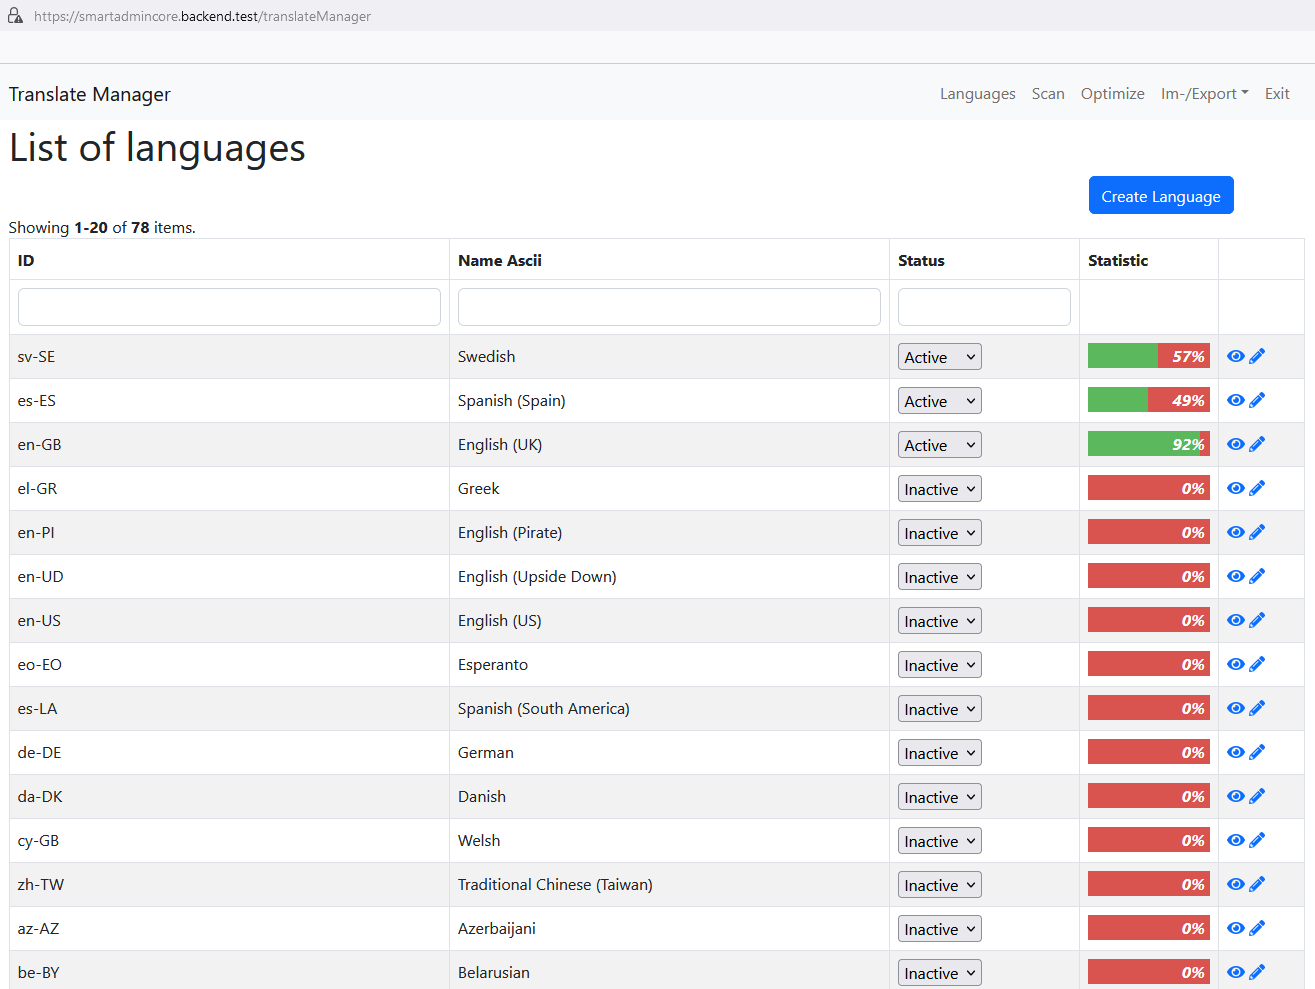 https://smartadmincore.backend.test/translateManager
Translate Manager
Languages Scan Optimize Im-/Export Exit
List of languages
Create Language
Showing 1-20 of 78 items.
ID Name Ascii Status Statistic
sv-SE Swedish Active 57%
es-ES Spanish (Spain) Active 49%
en-GB English (UK) Active 92%
el-GR Greek Inactive 0%
en-PI English (Pirate) Inactive 0%
en-UD English (Upside Down) Inactive 0%
en-US English (US) Inactive 0%
eo-EO Esperanto Inactive 0%
es-LA Spanish (South America) Inactive 0%
de-DE German Inactive 0%
da-DK Danish Inactive 0%
cy-GB Welsh Inactive 0%
zh-TW Traditional Chinese (Taiwan) Inactive 0%
az-AZ Azerbaijani Inactive 0%
be-BY Belarusian Inactive 0%